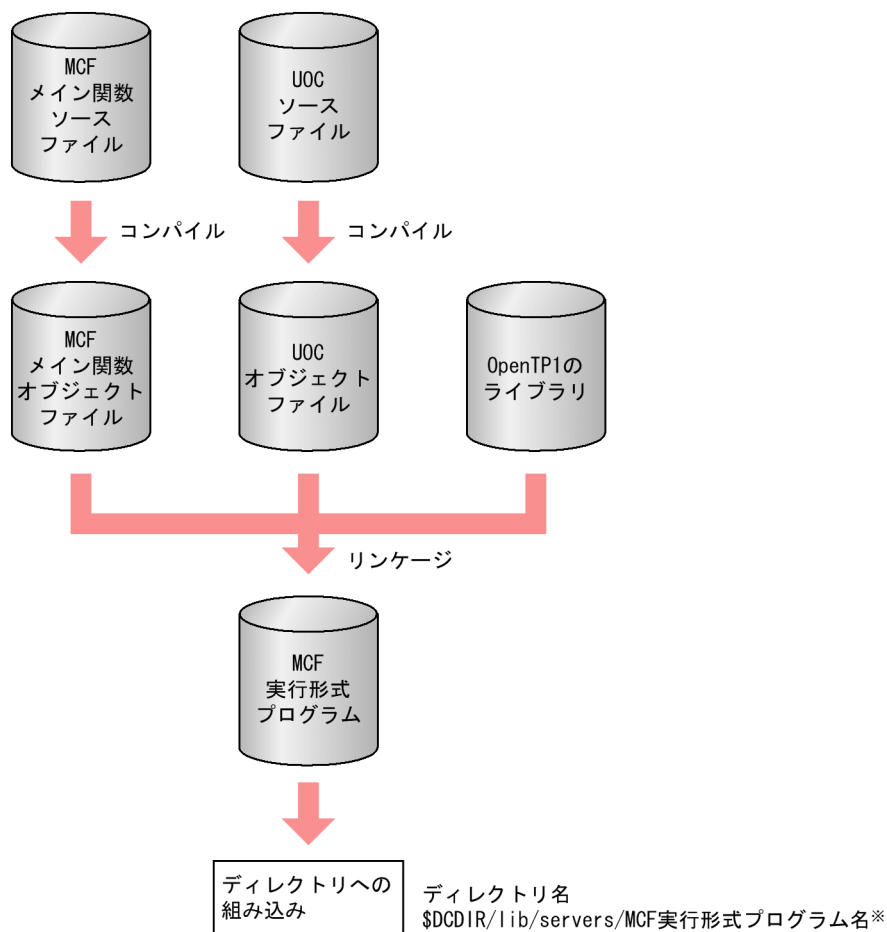 MCF
メイン関数
ソース
ファイル
UOC
ソース
ファイル
コンパイル
コンパイル
MCF
メイン関数
オブジェクト
ファイル
UOC
オブジェクト
ファイル
OpenTP1の
ライブラリ
リンケージ
MCF
実行形式
プログラム
ディレクトリへの
組み込み
ディレクトリ名
$DCDIR/lib/servers/MCF実行形式プログラム名※